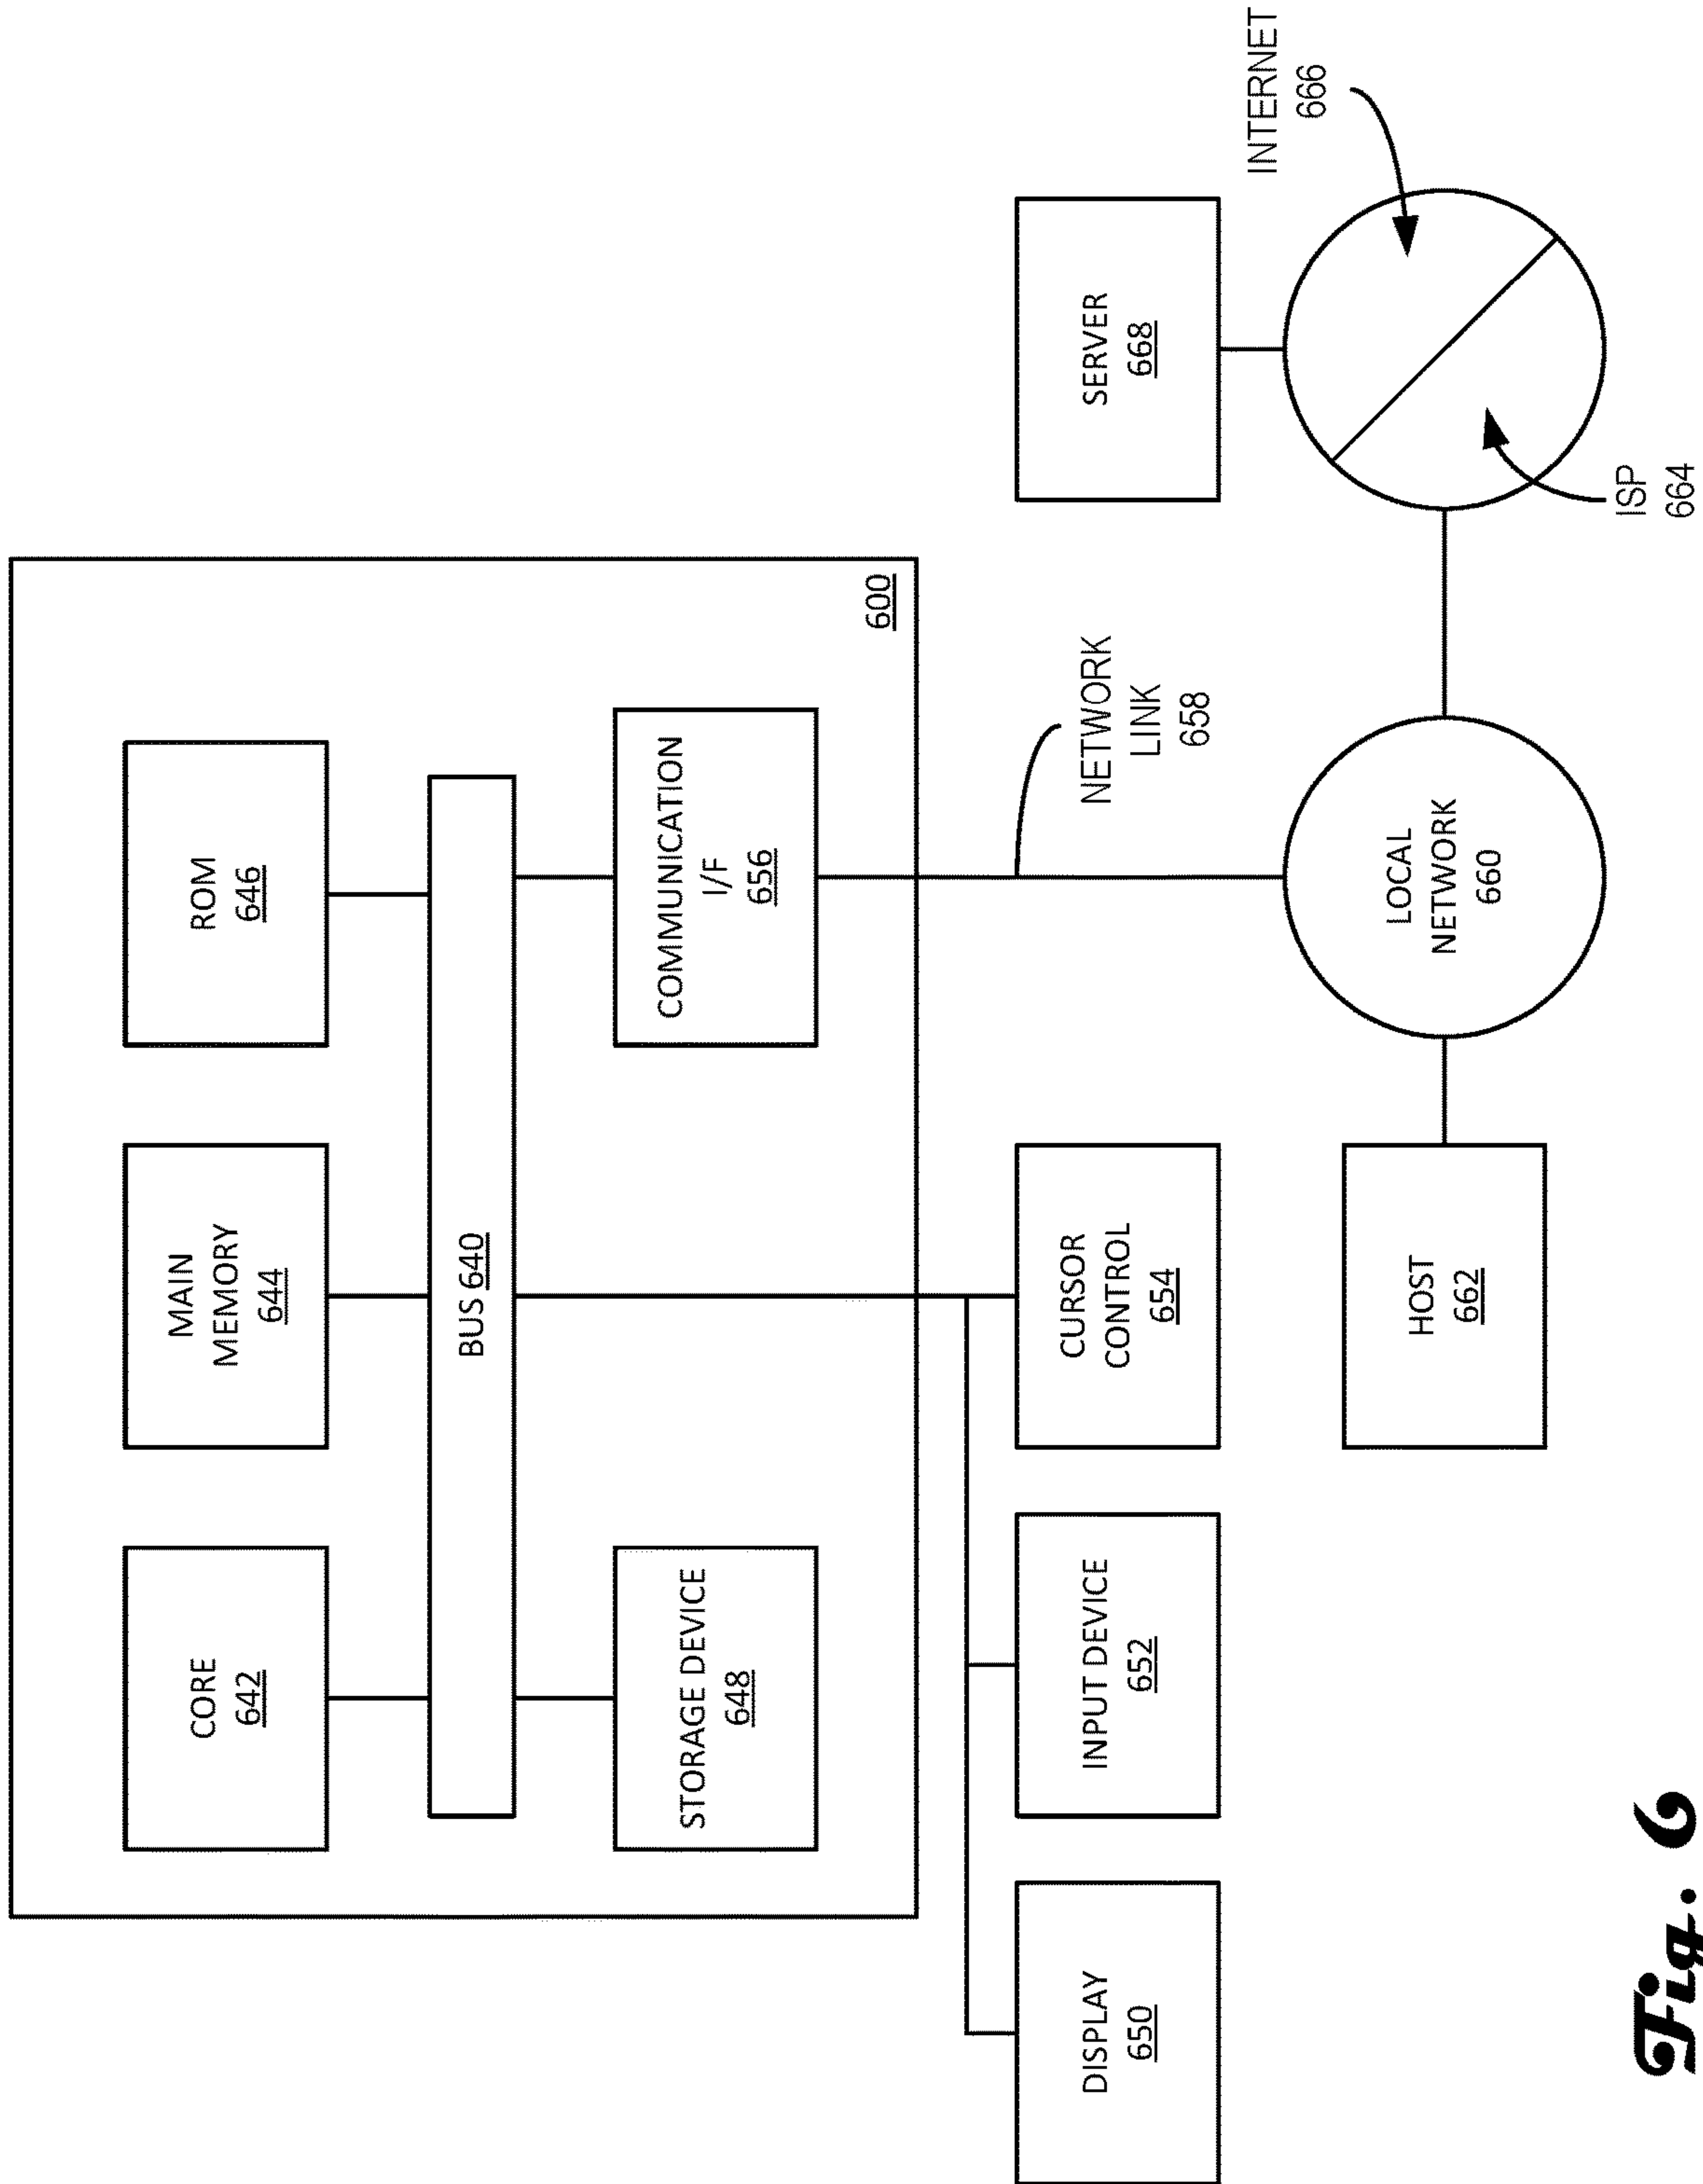 CORE
642
MAIN
MEMORY
644
ROM
646
BUS 640
STORAGE DEVICE
648
COMMUNICATION
I/F
656
600
DISPLAY
650
INPUT DEVICE
652
CURSOR
CONTROL
654
NETWORK
LINK
658
SERVER
668
INTERNET
666
HOST
662
LOCAL
NETWORK
660
ISP
664
Fig. 6